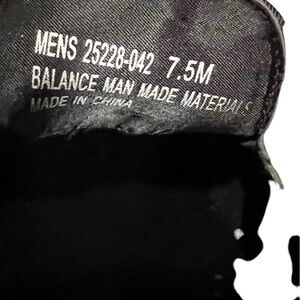 MENS 25228-042 7.5M
BALANCE MAN MADE MATERIALS
MADE IN CHINA